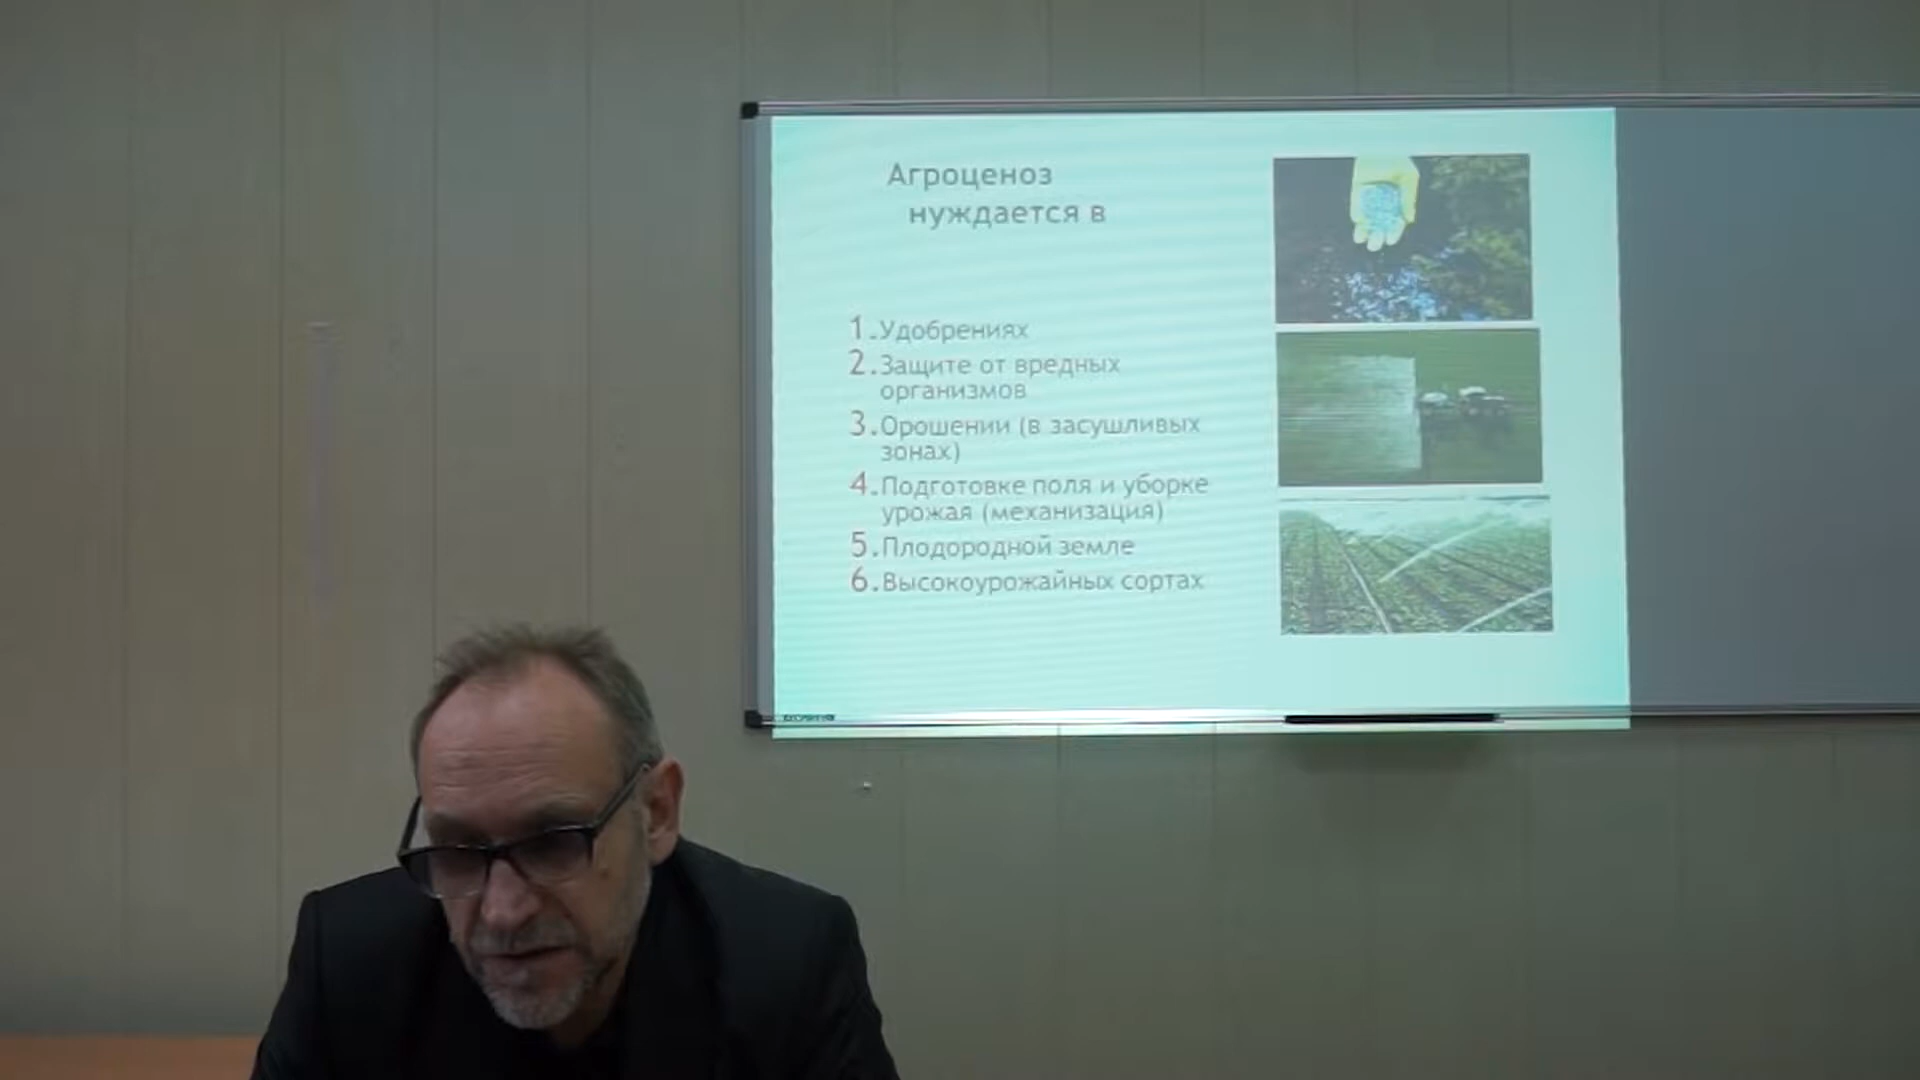 Агроценоз
нуждается в
1. Удобрениях
2. Защите от вредных
организмов
3. Орошении (в засушливых
зонах)
4. Подготовке поля и уборке
урожая (механизация)
5. Плодородной земле
6. Высокоурожайных сортах